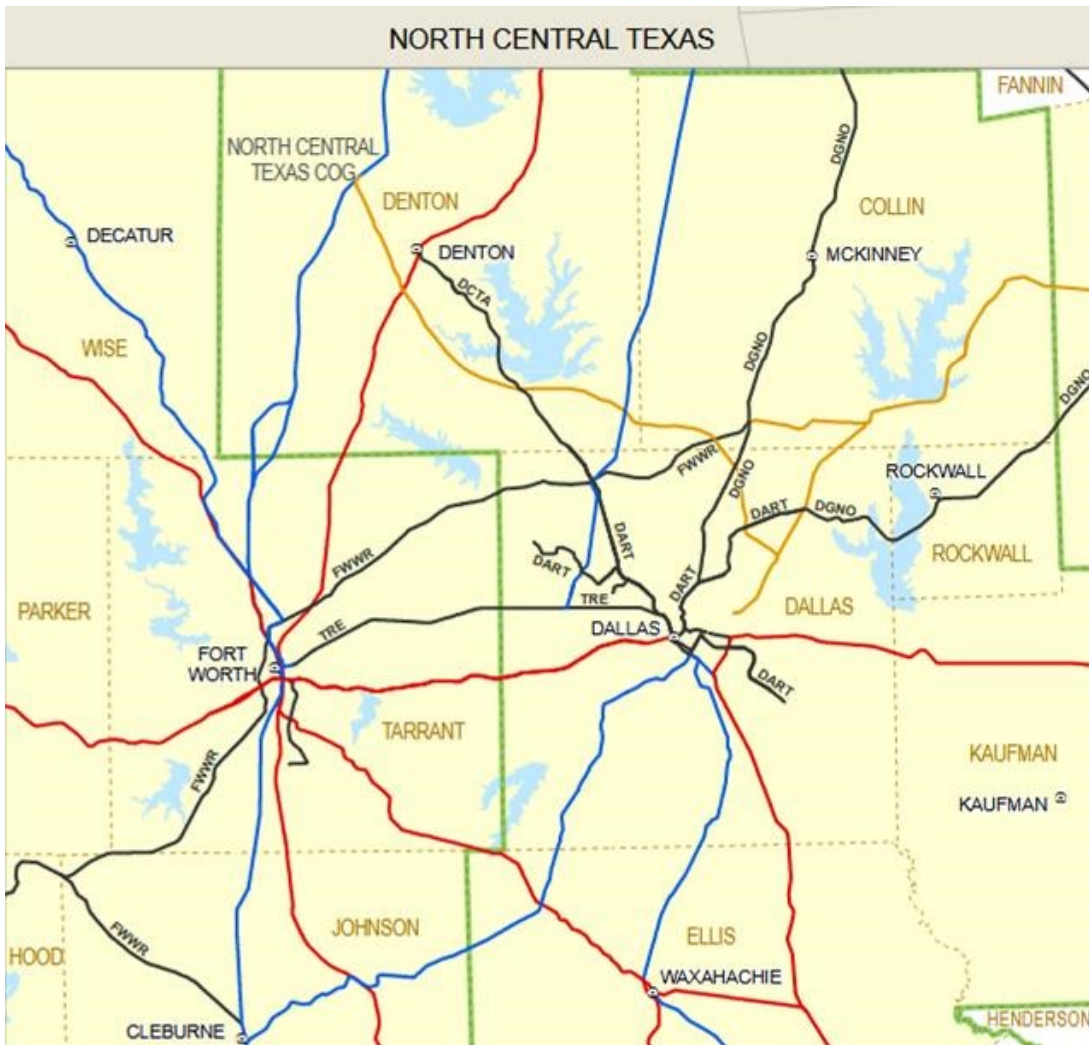 NORTH CENTRAL TEXAS
FANNIN
DGNO
NORTH CENTRAL
TEXAS COG
DENTON
COLLIN
DECATUR
DENTON
MCKINNEY
DCTA
WISE
DGNO
DGNO
FWWR
DGNO
ROCKWALL
DART
DGNO
DART
FWWR
DART
ROCKWALL
PARKER
DART
TRE
DALLAS
TRE
DALLAS
FORT
WORTH
DART
TARRANT
KAUFMAN
FWWR
KAUFMAN
JOHNSON
ELLIS
FWWR
HOOD
WAXAHACHIE
HENDERSON
CLEBURNE